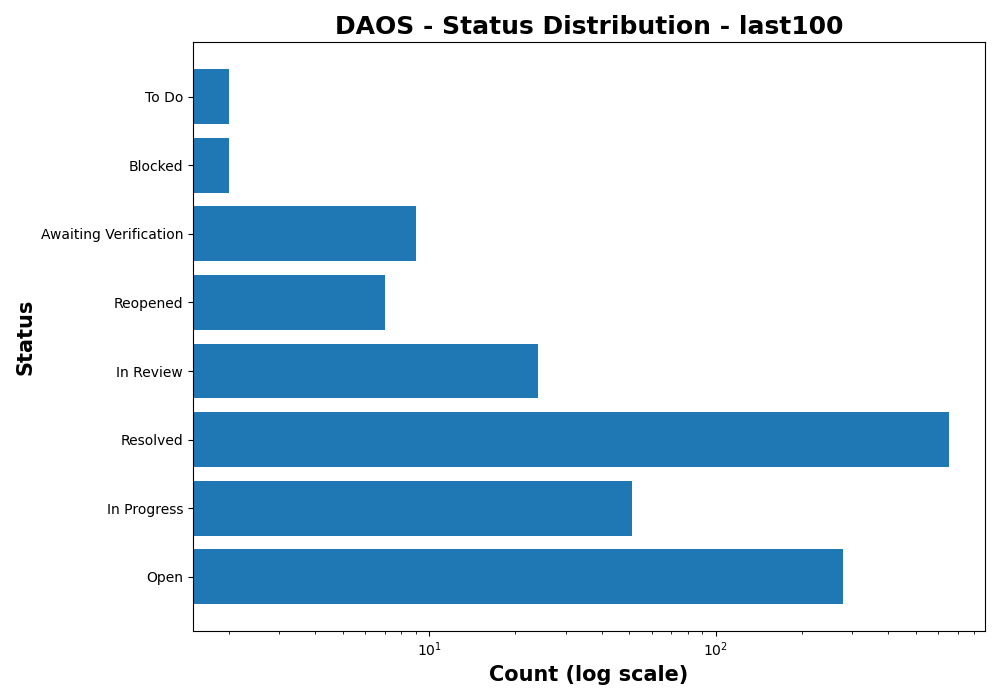 DAOS - Status Distribution - last100
Status
To Do
Blocked
Awaiting Verification
Reopened
In Review
Resolved
In Progress
Open
10¹
10²
Count (log scale)